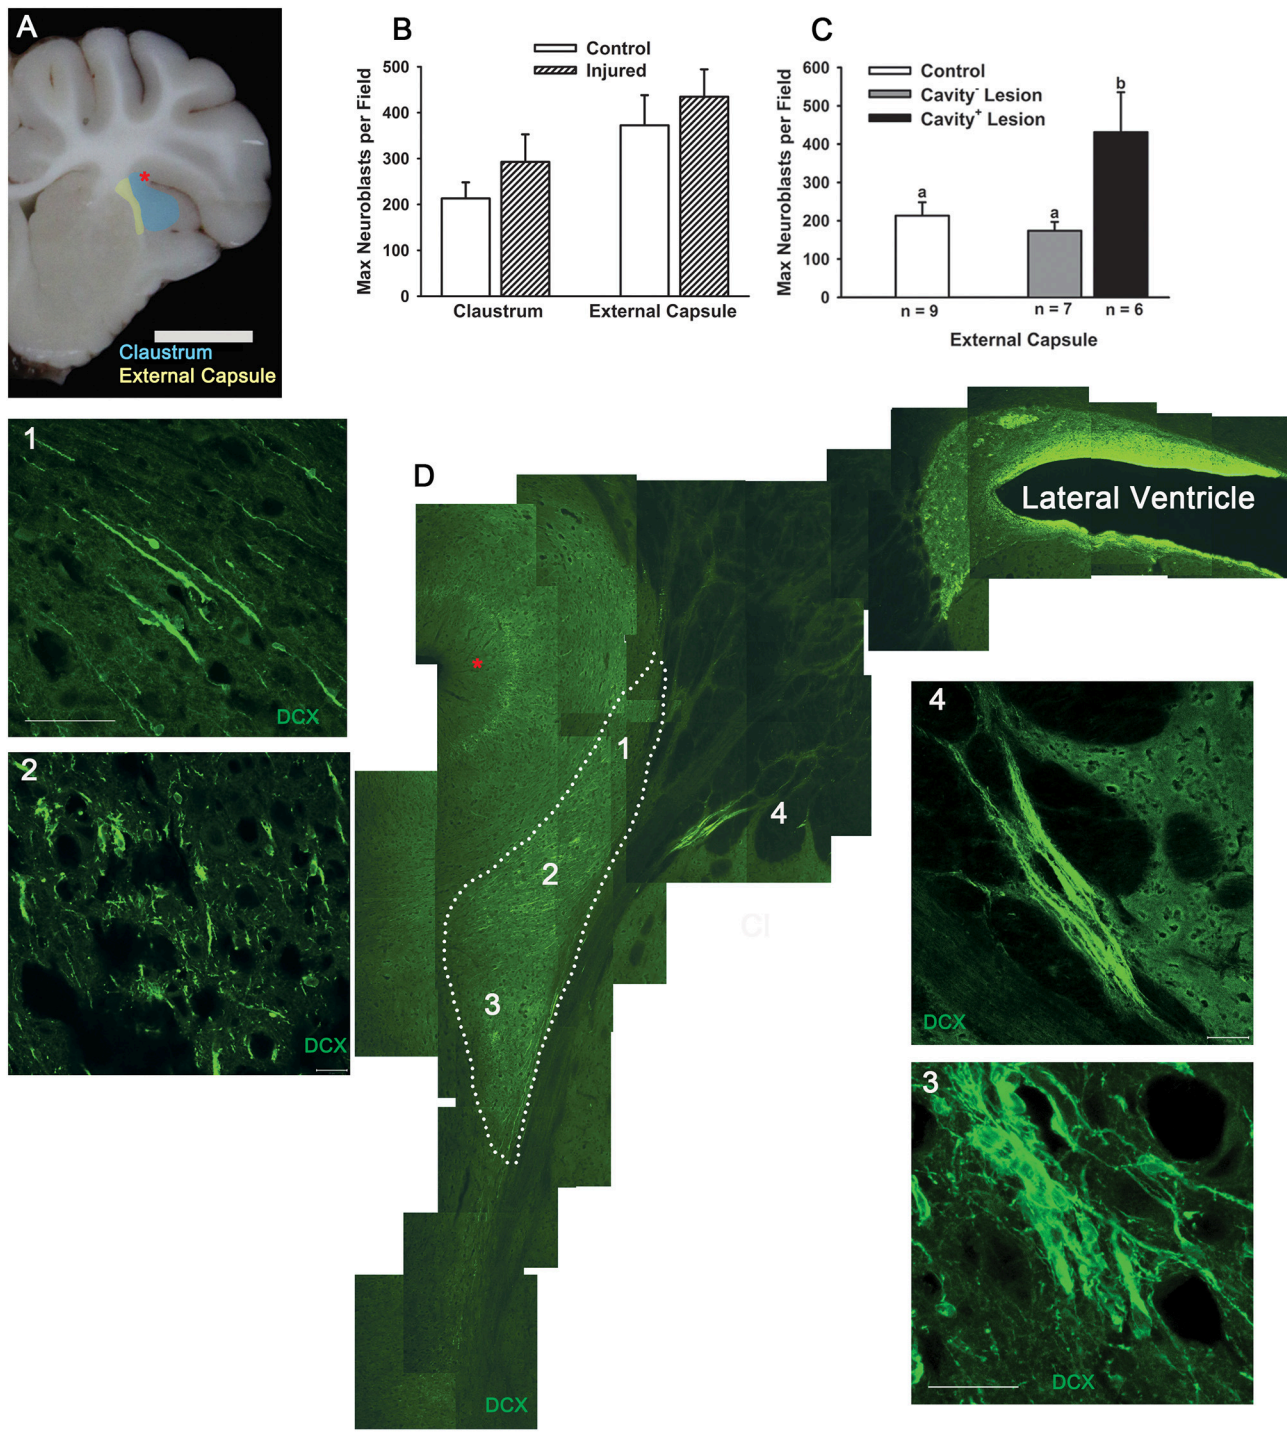 A
*
Claustrum
External Capsule
B
Control
Injured
Max Neuroblasts per Field
500
400
300
200
100
0
Claustrum
External Capsule
C
Control
Cavity⁻ Lesion
Cavity⁺ Lesion
Max Neuroblasts per Field
600
500
400
300
200
100
0
a
a
b
n = 9
n = 7
n = 6
External Capsule
1
DCX
2
DCX
D
Lateral Ventricle
*
1
2
3
4
Cl
DCX
4
DCX
3
DCX